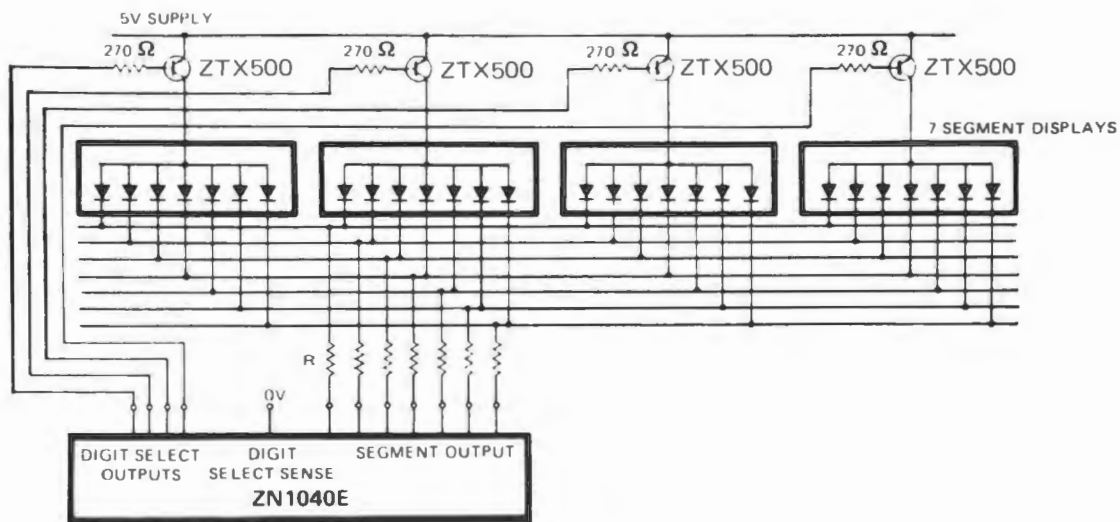 5V SUPPLY
270 Ω
ZTX500
270 Ω
ZTX500
270 Ω
ZTX500
270 Ω
ZTX500
7 SEGMENT DISPLAYS
R
0V
DIGIT SELECT
OUTPUTS
DIGIT
SELECT SENSE
SEGMENT OUTPUT
ZN1040E